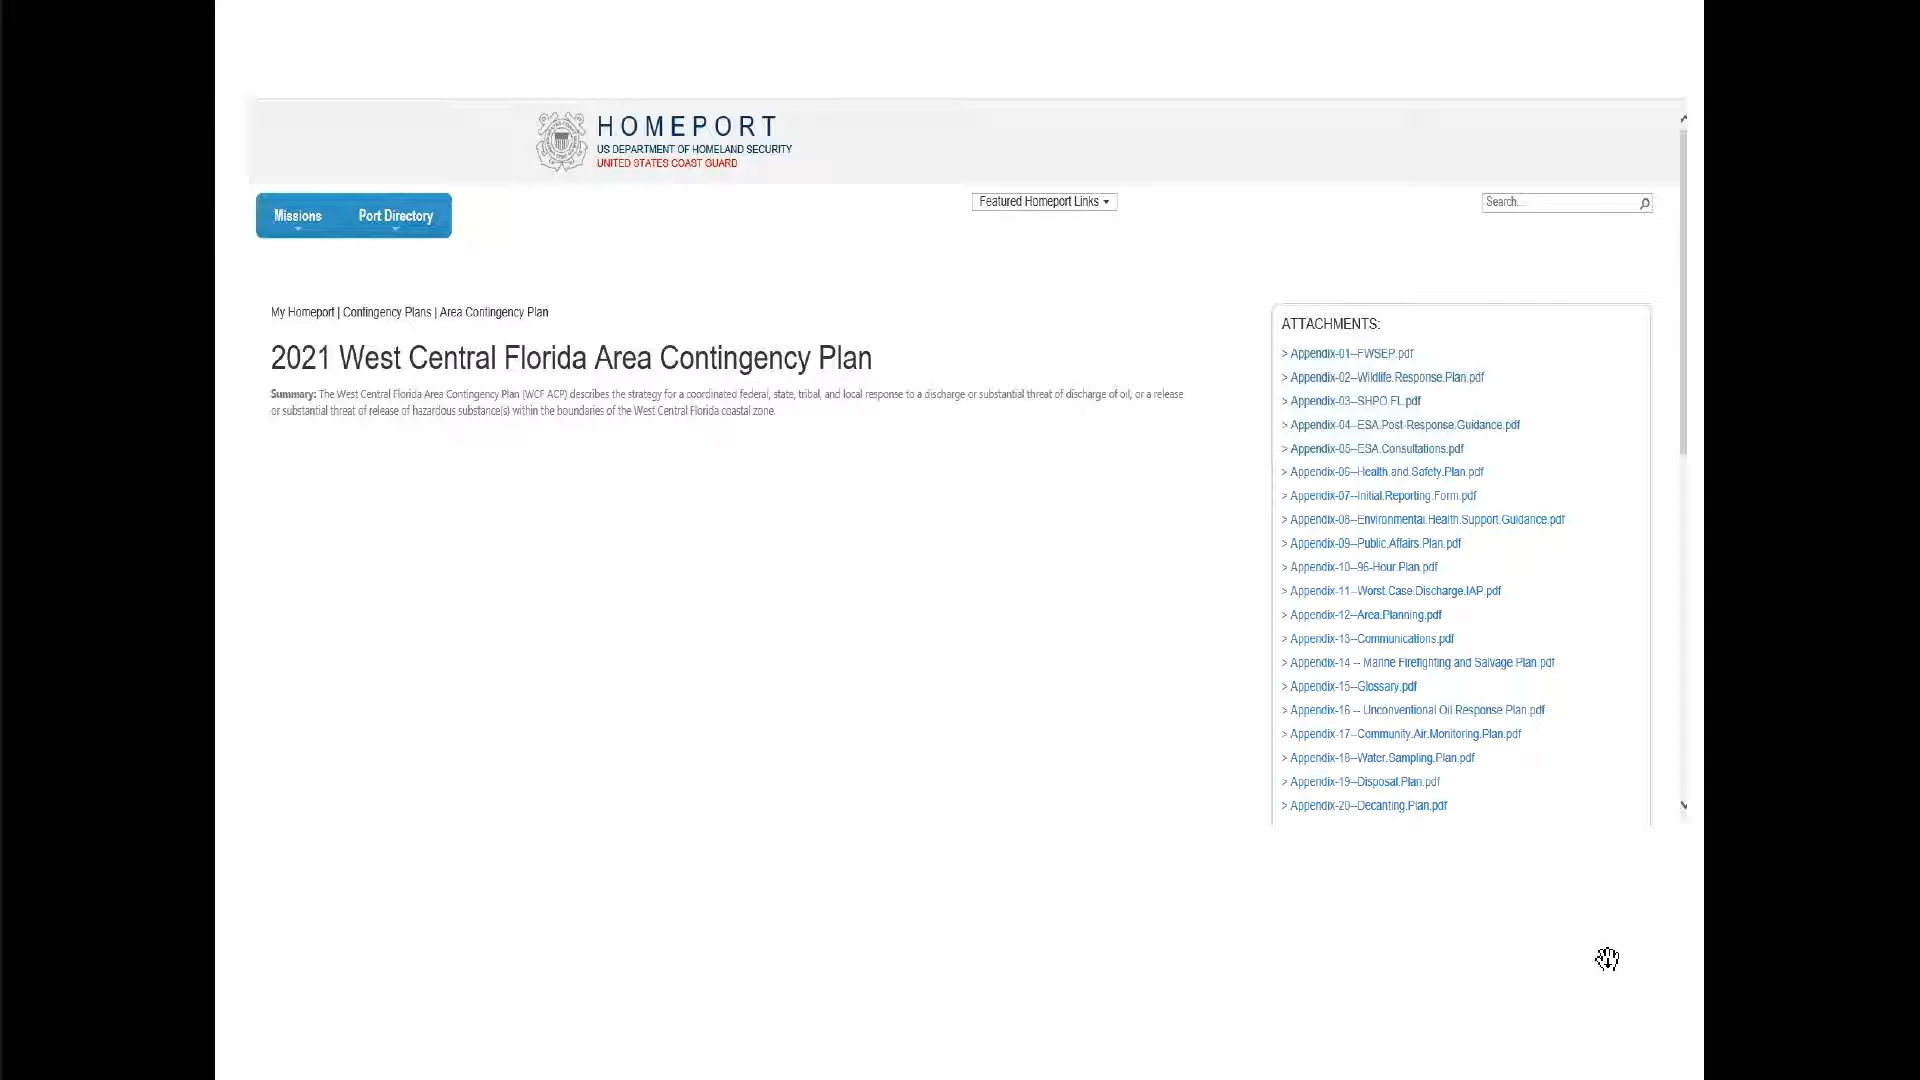 HOMEPORT
US DEPARTMENT OF HOMELAND SECURITY
UNITED STATES COAST GUARD
Missions
Port Directory
Featured Homeport Links
Search...
My Homeport | Contingency Plans | Area Contingency Plan
2021 West Central Florida Area Contingency Plan
Summary: The West Central Florida Area Contingency Plan (WCF ACP) describes the strategy for a coordinated federal, state, tribal, and local response to a discharge or substantial threat of discharge of oil, or a release
or substantial threat of release of hazardous substance(s) within the boundaries of the West Central Florida coastal zone.
ATTACHMENTS:
> Appendix-01--FWSEP.pdf
> Appendix-02--Wildlife.Response.Plan.pdf
> Appendix-03--SHPO.FL.pdf
> Appendix-04--ESA.Post-Response.Guidance.pdf
> Appendix-05--ESA.Consultations.pdf
> Appendix-06--Health.and.Safety.Plan.pdf
> Appendix-07--Initial.Reporting.Form.pdf
> Appendix-08--Environmental.Health.Support.Guidance.pdf
> Appendix-09--Public.Affairs.Plan.pdf
> Appendix-10--96-Hour.Plan.pdf
> Appendix-11--Worst.Case.Discharge.IAP.pdf
> Appendix-12--Area.Planning.pdf
> Appendix-13--Communications.pdf
> Appendix-14 -- Marine Firefighting and Salvage Plan.pdf
> Appendix-15--Glossary.pdf
> Appendix-16 -- Unconventional Oil Response Plan.pdf
> Appendix-17--Community.Air.Monitoring.Plan.pdf
> Appendix-18--Water.Sampling.Plan.pdf
> Appendix-19--Disposal.Plan.pdf
> Appendix-20--Decanting.Plan.pdf